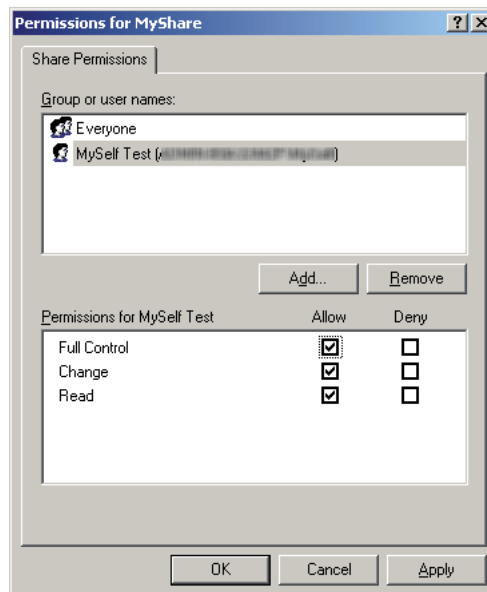 Permissions for MyShare
Share Permissions
Group or user names:
Everyone
MySelf Test (
Add... Remove
Permissions for MySelf Test Allow Deny
Full Control
Change
Read
OK Cancel Apply